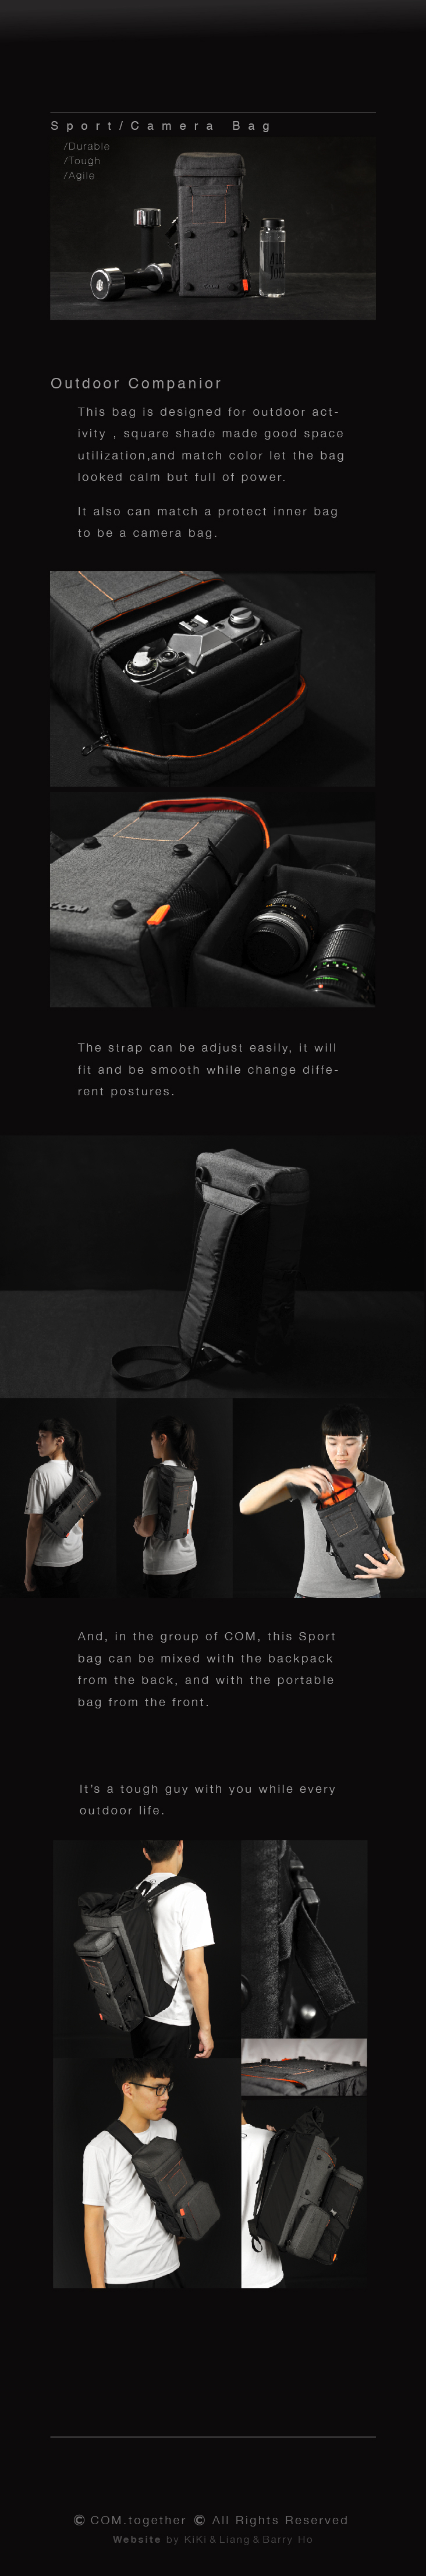 Sport/Camera Bag
/Durable
/Tough
/Agile
Outdoor Companior
This bag is designed for outdoor act-
ivity , square shade made good space
utilization,and match color let the bag
looked calm but full of power.
It also can match a protect inner bag
to be a camera bag.
The strap can be adjust easily, it will
fit and be smooth while change diffe-
rent postures.
And, in the group of COM, this Sport
bag can be mixed with the backpack
from the back, and with the portable
bag from the front.
It's a tough guy with you while every
outdoor life.
© COM.together © All Rights Reserved
Website by KiKi & Liang & Barry Ho